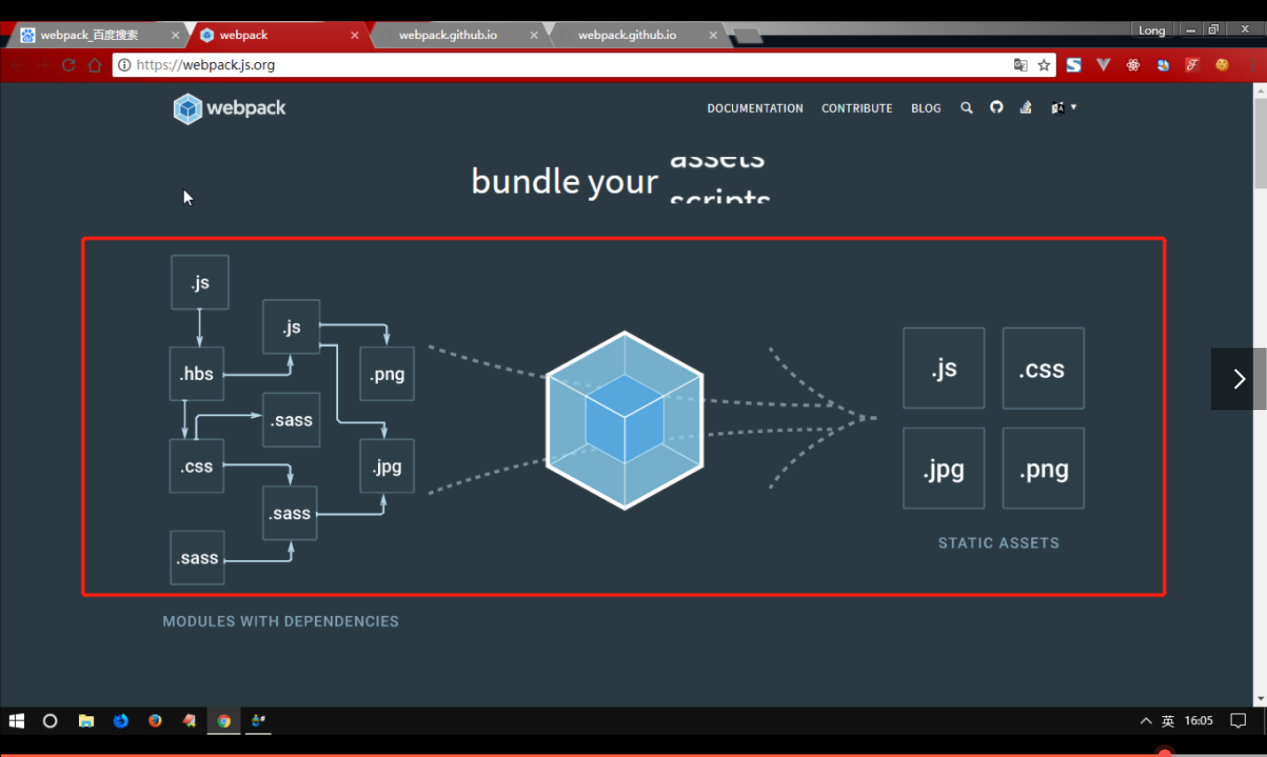 webpack_百度搜索
webpack
webpack.github.io
webpack.github.io
Long
https://webpack.js.org
webpack
DOCUMENTATION
CONTRIBUTE
BLOG
bundle your
assets
scripts
.js
.js
.hbs
.png
.sass
.css
.jpg
.sass
.sass
MODULES WITH DEPENDENCIES
.js
.css
.jpg
.png
STATIC ASSETS
英
16:05